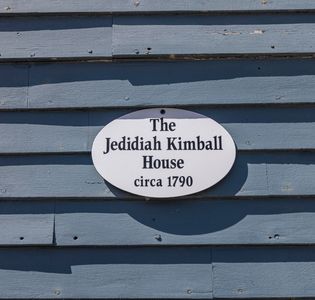 The
Jedidiah Kimball
House
circa 1790